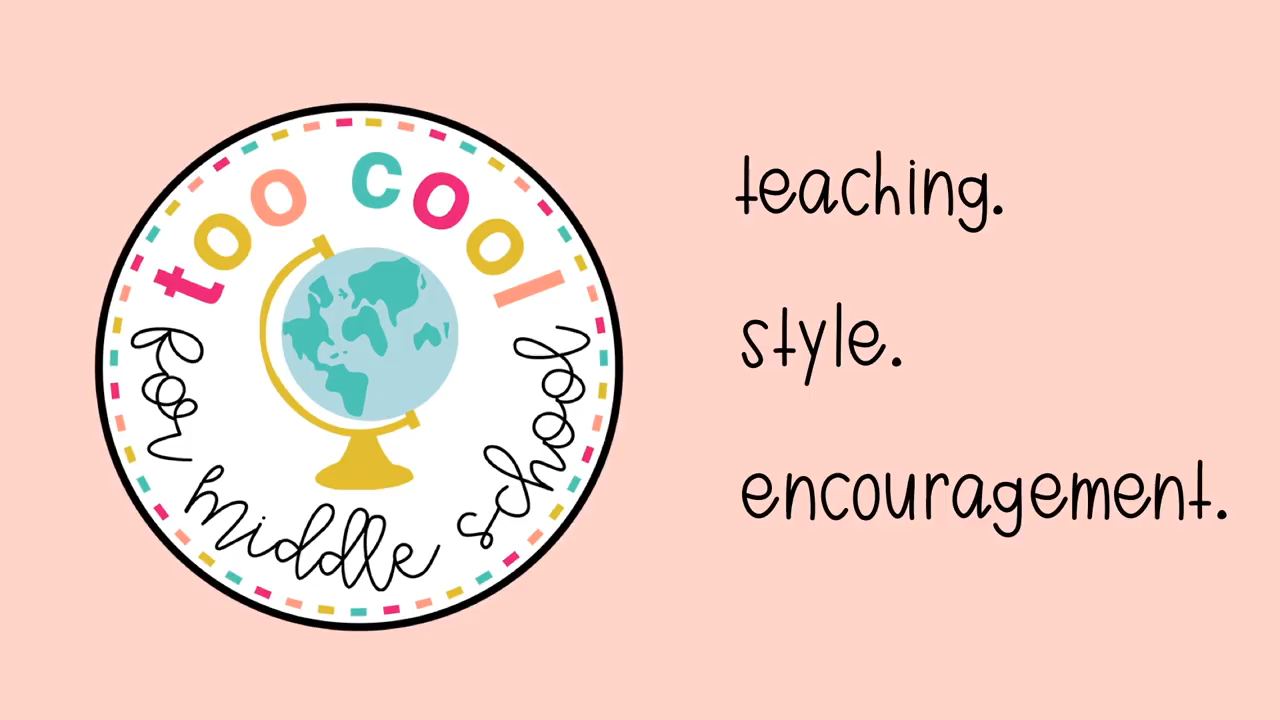 too cool
for middle school
teaching.
style.
encouragement.